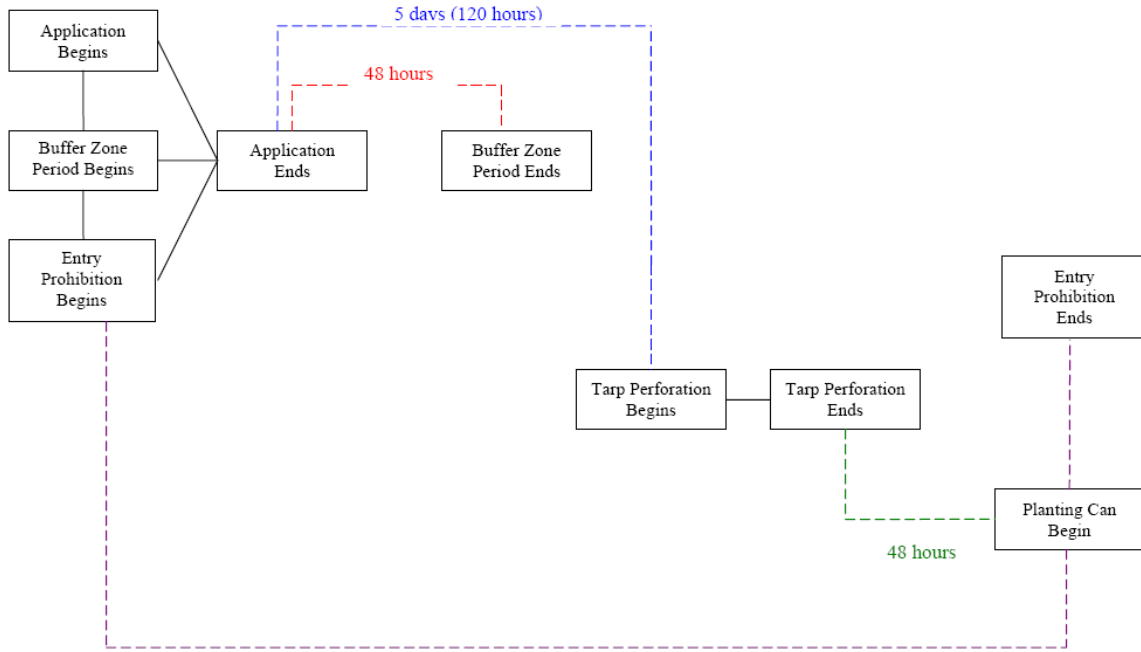 5 days (120 hours)
Application
Begins
48 hours
Buffer Zone
Period Begins
Application
Ends
Buffer Zone
Period Ends
Entry
Prohibition
Begins
Entry
Prohibition
Ends
Tarp Perforation
Begins
Tarp Perforation
Ends
Planting Can
Begin
48 hours